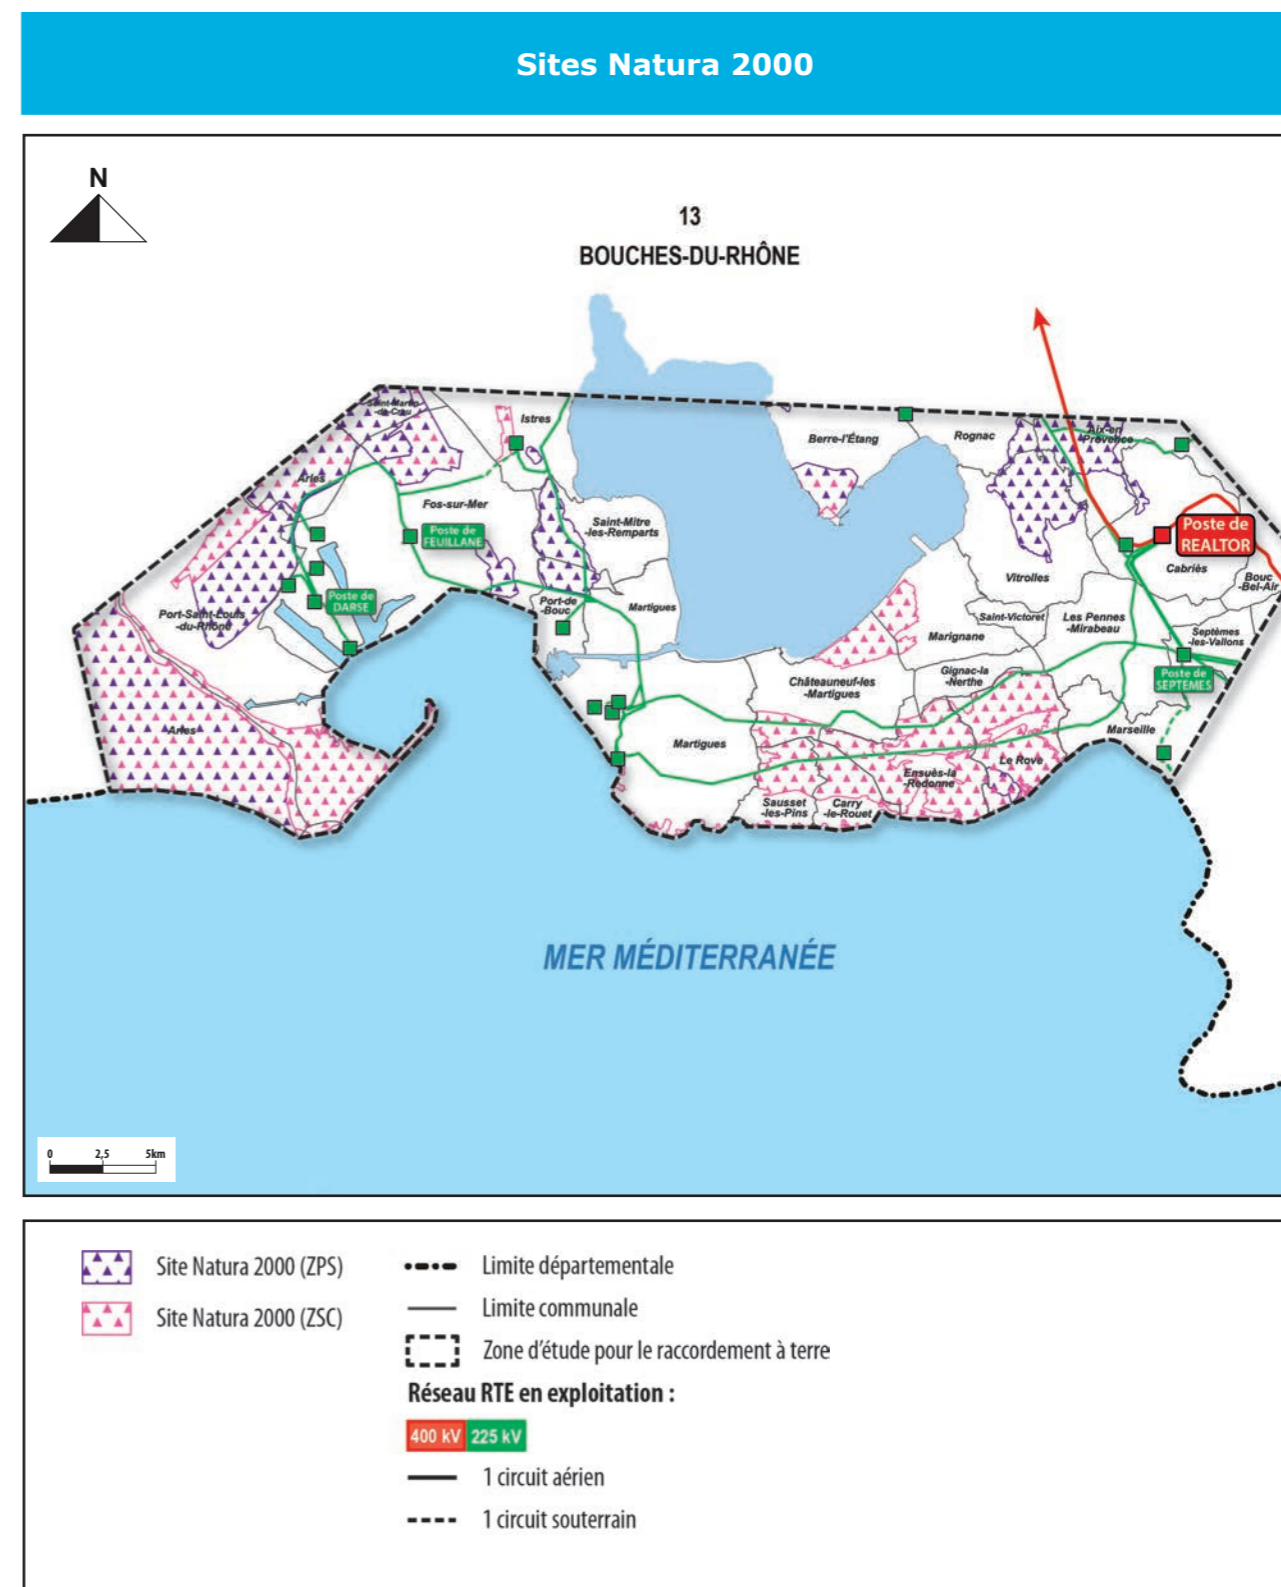 Sites Natura 2000
N
13
BOUCHES-DU-RHÔNE
Saint-Martin
-de-Crau
Istres
Berre-l'Étang
Rognac
Aix-en
Provence
Arles
Fos-sur-Mer
Saint-Mitre
-les-Remparts
Poste de
FEUILLANE
Poste de
REALTOR
Cabriès
Vitrolles
Bouc
-Bel-Air
Poste de
DARSE
Port-Saint-Louis
-du-Rhône
Port-de
-Bouc
Martigues
Saint-Victoret
Les Pennes
-Mirabeau
Marignane
Septèmes
-les-Vallons
Châteauneuf-les
-Martigues
Gignac-la
-Nerthe
Poste de
SEPTEMES
Arles
Martigues
Marseille
Le Rove
Ensuès-la
-Redonne
Sausset
-les-Pins
Carry
-le-Rouet
MER MÉDITERRANÉE
0 2,5 5km
Site Natura 2000 (ZPS)
Site Natura 2000 (ZSC)
Limite départementale
Limite communale
Zone d'étude pour le raccordement à terre
Réseau RTE en exploitation :
400 kV 225 kV
1 circuit aérien
1 circuit souterrain